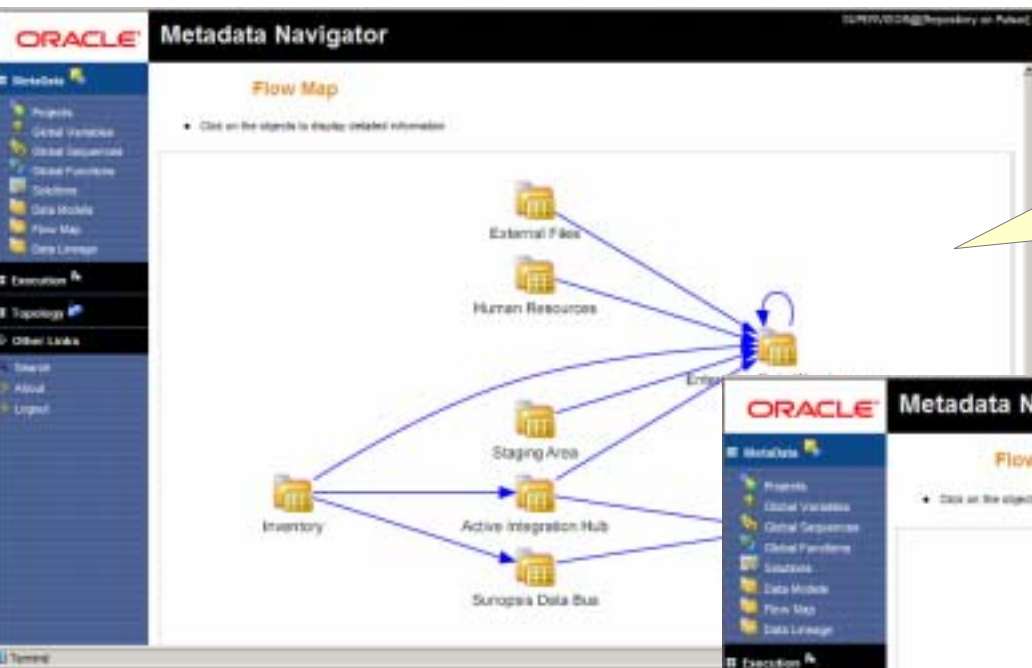 ORACLE
Metadata Navigator
MetaData
Projects
Global Variables
Global Sequences
Global Functions
Solutions
Data Models
Flow Map
Data Lineage
Execution
Topology
Other Links
Search
About
Logout
Flow Map
Click on the objects to display detailed information
External Files
Human Resources
Staging Area
Inventory
Active Integration Hub
Sunopsis Data Bus
ORACLE
Metadata N
MetaData
Projects
Global Variables
Global Sequences
Global Functions
Solutions
Data Models
Flow Map
Data Lineage
Execution
Flow
Click on the object